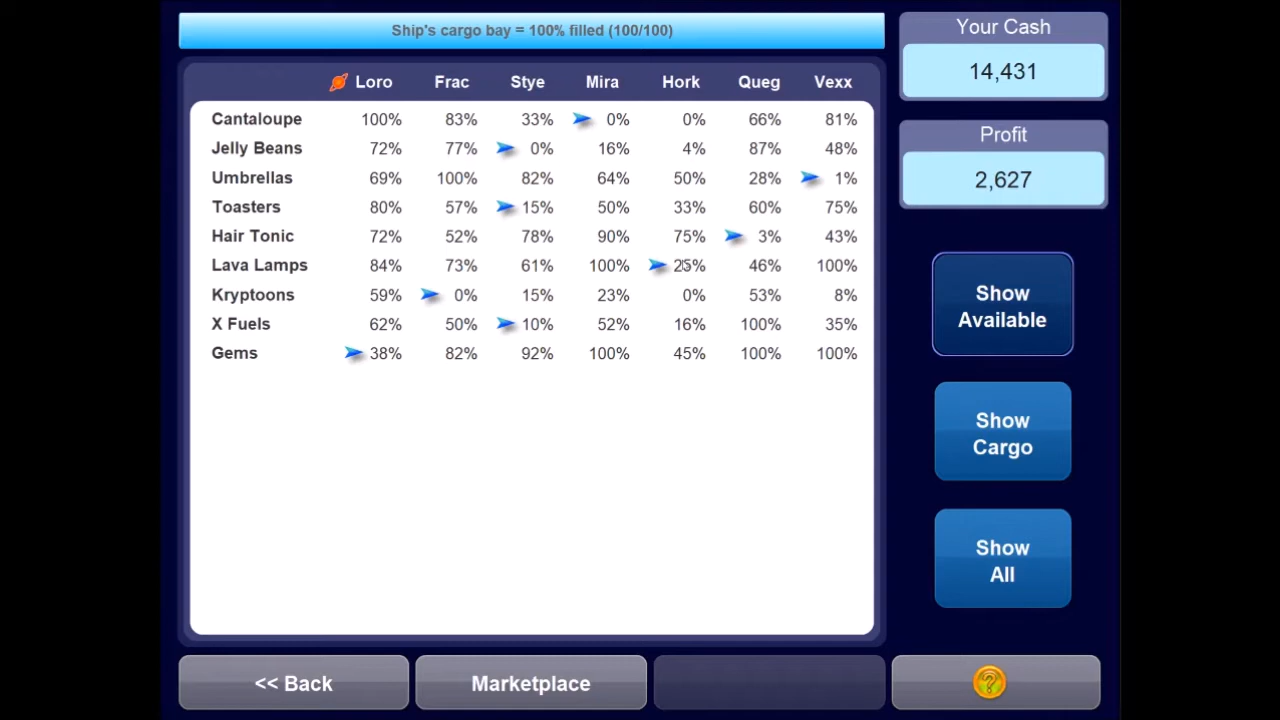 Ship's cargo bay = 100% filled (100/100)
Your Cash
14,431
Profit
2,627
Loro Frac Stye Mira Hork Queg Vexx
Cantaloupe 100% 83% 33% 0% 0% 66% 81%
Jelly Beans 72% 77% 0% 16% 4% 87% 48%
Umbrellas 69% 100% 82% 64% 50% 28% 1%
Toasters 80% 57% 15% 50% 33% 60% 75%
Hair Tonic 72% 52% 78% 90% 75% 3% 43%
Lava Lamps 84% 73% 61% 100% 25% 46% 100%
Kryptoons 59% 0% 15% 23% 0% 53% 8%
X Fuels 62% 50% 10% 52% 16% 100% 35%
Gems 38% 82% 92% 100% 45% 100% 100%
Show
Available
Show
Cargo
Show
All
<< Back
Marketplace
?